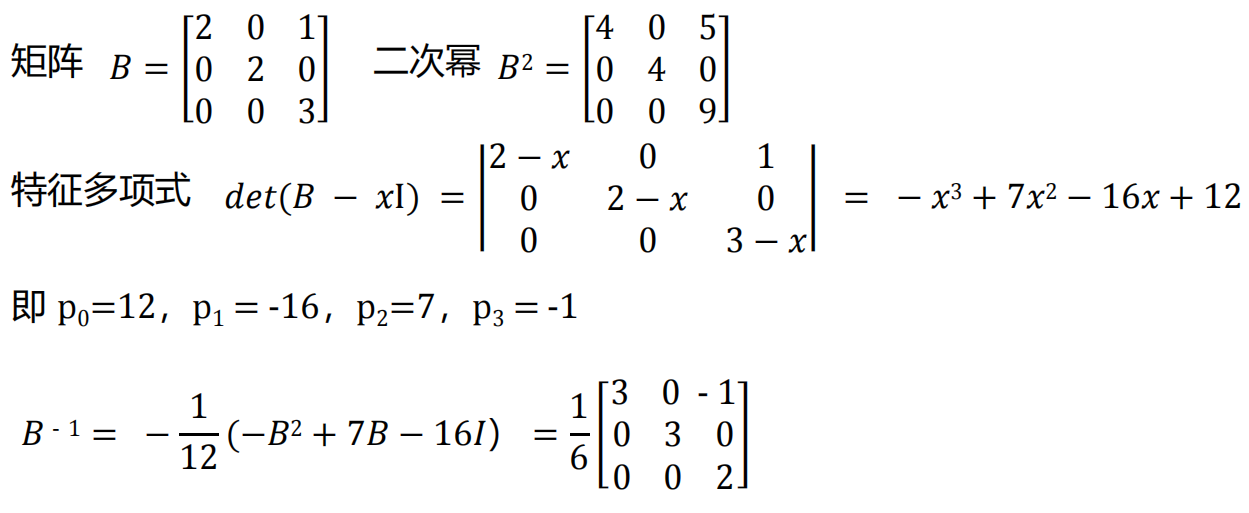 矩阵 B = [2 0 1; 0 2 0; 0 0 3] 二次幂 B² = [4 0 5; 0 4 0; 0 0 9]
特征多项式 det(B − xI) = |2 − x 0 1; 0 2 − x 0; 0 0 3 − x| = − x³ + 7x² − 16x + 12
即 p₀=12，p₁ = -16，p₂=7，p₃ = -1
B⁻¹ = − 1/12 (−B² + 7B − 16I) = 1/6 [3 0 -1; 0 3 0; 0 0 2]